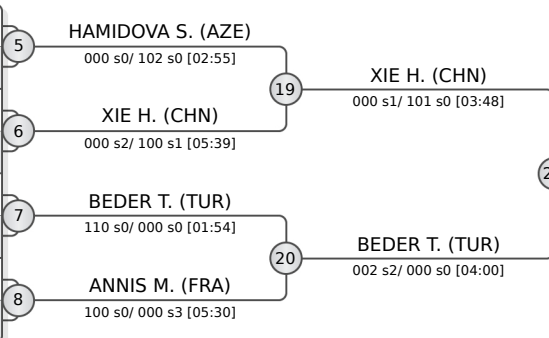 HAMIDOVA S. (AZE)
5
000 s0/ 102 s0 [02:55]
19
XIE H. (CHN)
000 s1/ 101 s0 [03:48]
XIE H. (CHN)
6
000 s2/ 100 s1 [05:39]
BEDER T. (TUR)
7
110 s0/ 000 s0 [01:54]
20
BEDER T. (TUR)
002 s2/ 000 s0 [04:00]
ANNIS M. (FRA)
8
100 s0/ 000 s3 [05:30]